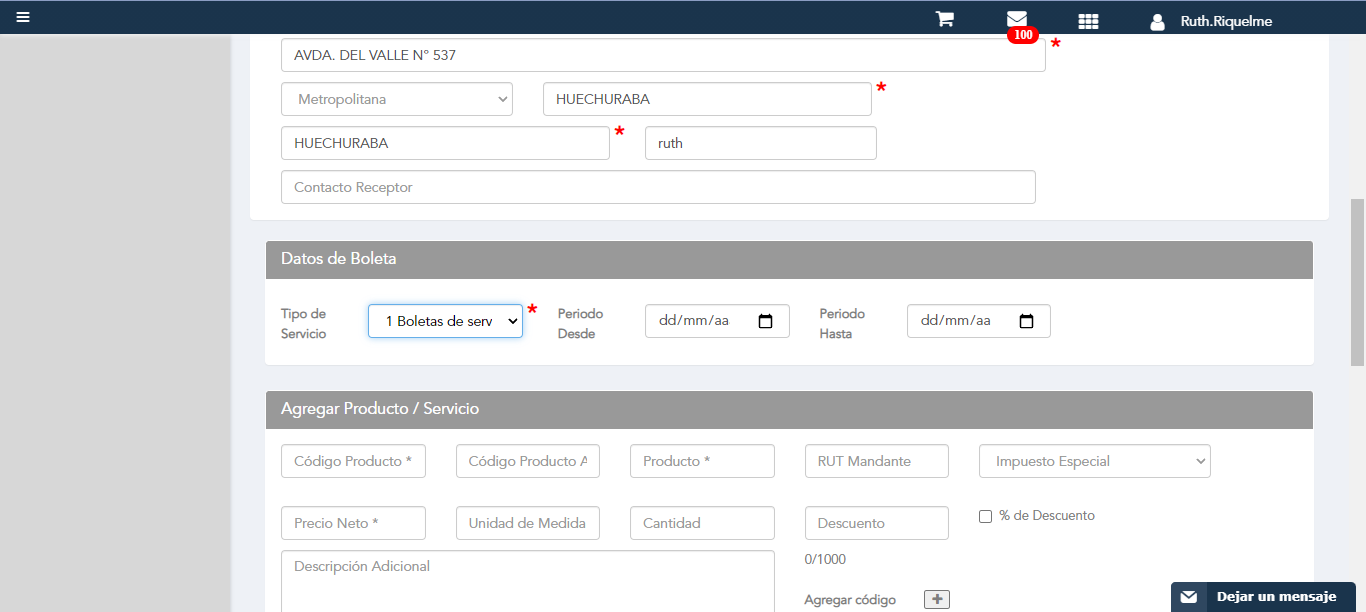 Ruth.Riquelme
100
AVDA. DEL VALLE N° 537 *
Metropolitana HUECHURABA *
HUECHURABA * ruth
Contacto Receptor
Datos de Boleta
Tipo de Servicio 1 Boletas de serv * Periodo Desde dd/mm/aa Periodo Hasta dd/mm/aa
Agregar Producto / Servicio
Código Producto * Código Producto A Producto * RUT Mandante Impuesto Especial
Precio Neto * Unidad de Medida Cantidad Descuento % de Descuento
Descripción Adicional 0/1000
Agregar código +
Dejar un mensaje